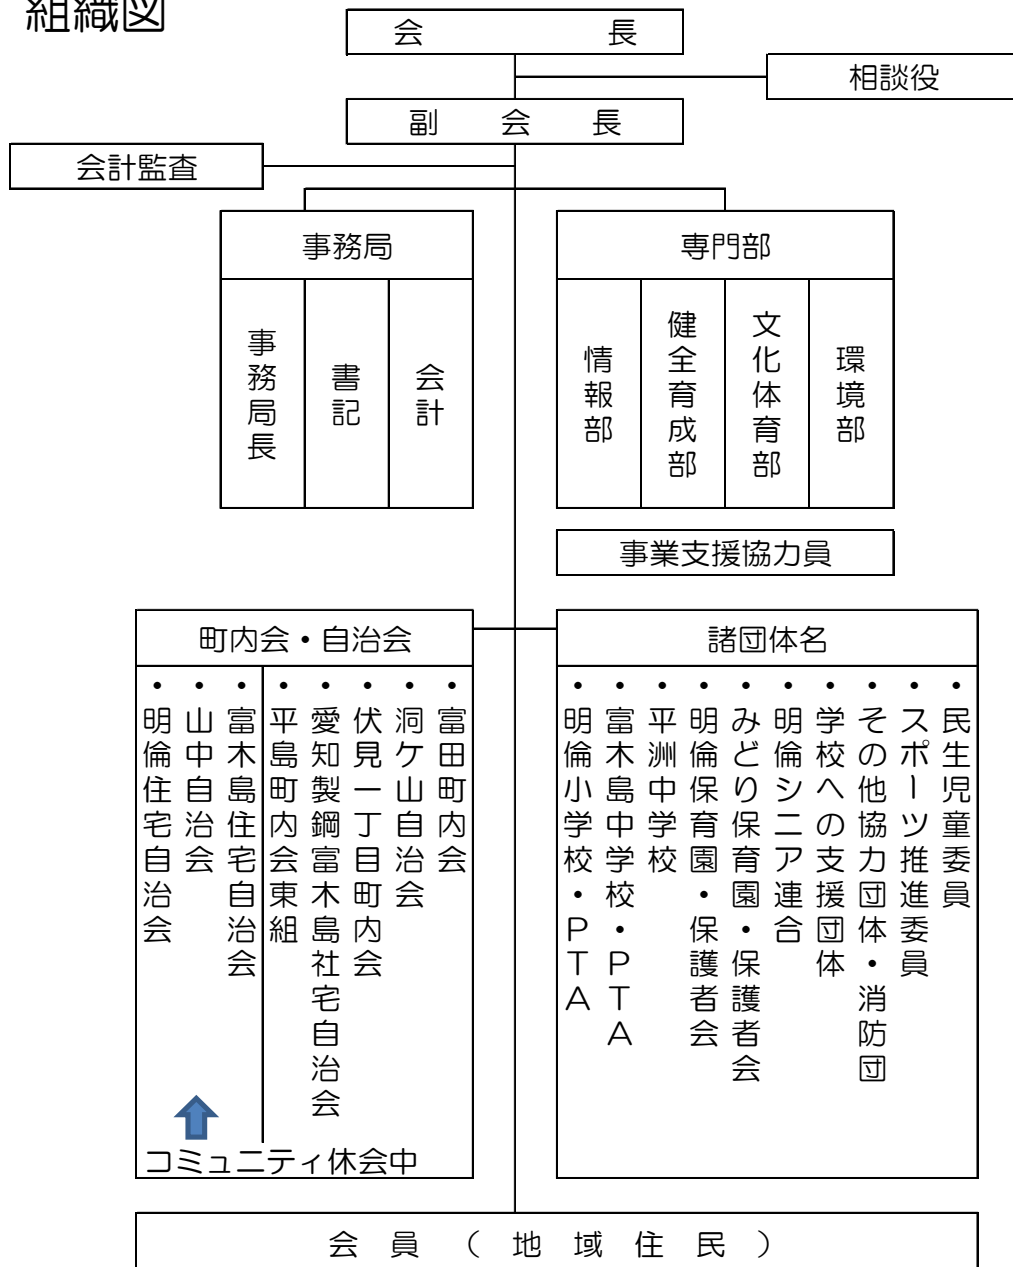 組織図
会長
相談役
副会長
会計監査
事務局
専門部
事務局長
書記
会計
情報部
健全育成部
文化体育部
環境部
事業支援協力員
町内会・自治会
諸団体名
・富田町内会
・洞ケ山自治会
・伏見一丁目町内会
・愛知製鋼富木島社宅自治会
・平島町内会東組
・富木島住宅自治会
・山中自治会
・明倫住宅自治会
コミュニティ休会中
・民生児童委員
・スポーツ推進委員
・その他協力団体・消防団
・学校への支援団体
・明倫シニア連合
・みどり保育園・保護者会
・明倫保育園・保護者会
・平洲中学校
・富木島中学校・PTA
・明倫小学校・PTA
会員（地域住民）